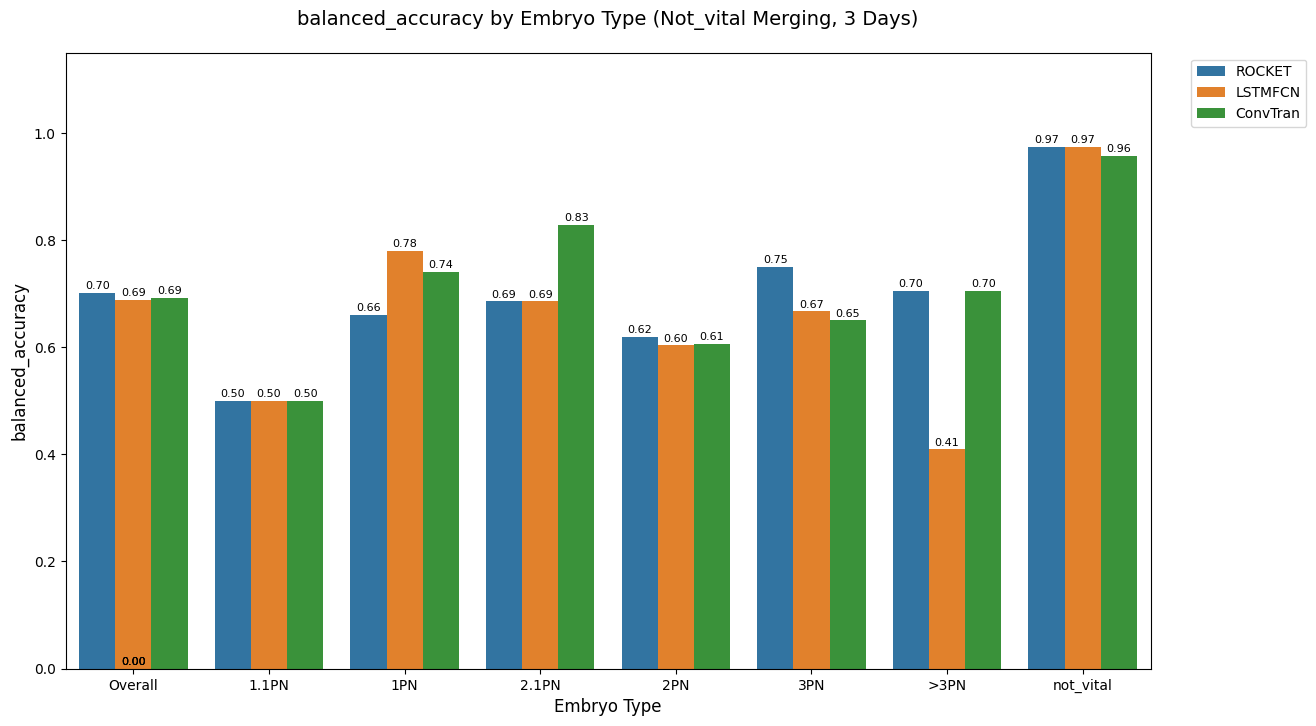 balanced_accuracy by Embryo Type (Not_vital Merging, 3 Days)
ROCKET
LSTMFCN
ConvTran
balanced_accuracy
1.0
0.8
0.6
0.4
0.2
0.0
0.70 0.69 0.69
0.50 0.50 0.50
0.66 0.78 0.74
0.69 0.69 0.83
0.62 0.60 0.61
0.75 0.67 0.65
0.70 0.41 0.70
0.97 0.97 0.96
0.00
Overall 1.1PN 1PN 2.1PN 2PN 3PN >3PN not_vital
Embryo Type